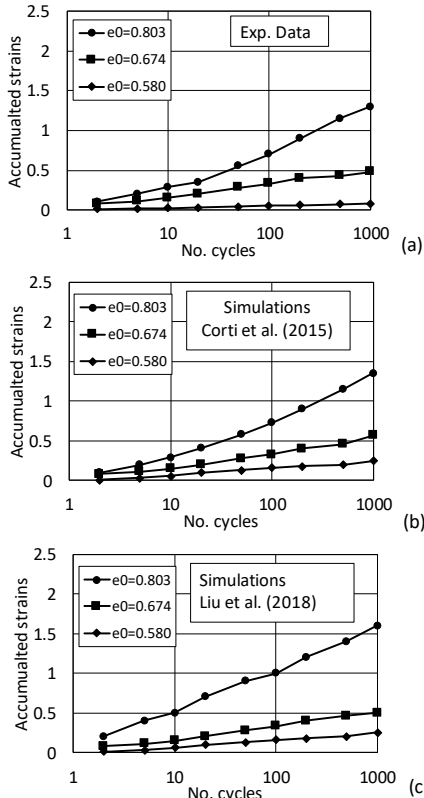 2.5
2
1.5
1
0.5
0
Accumualted strains
e0=0.803
e0=0.674
e0=0.580
Exp. Data
1
10
100
1000
No. cycles
(a)
2.5
2
1.5
1
0.5
0
Accumualted strains
e0=0.803
e0=0.674
e0=0.580
Simulations
Corti et al. (2015)
1
10
100
1000
No. cycles
(b)
2.5
2
1.5
1
0.5
0
Accumualted strains
e0=0.803
e0=0.674
e0=0.580
Simulations
Liu et al. (2018)
1
10
100
1000
No. cycles
(c